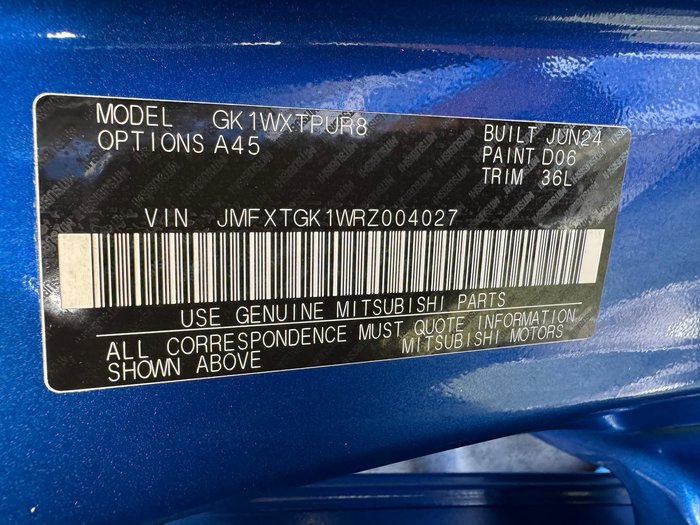 MODEL GK1WXTPUR8
OPTIONS A45
BUILT JUN24
PAINT D06
TRIM 36L
VIN JMFXTGK1WRZ004027
USE GENUINE MITSUBISHI PARTS
ALL CORRESPONDENCE MUST QUOTE INFORMATION
SHOWN ABOVE MITSUBISHI MOTORS